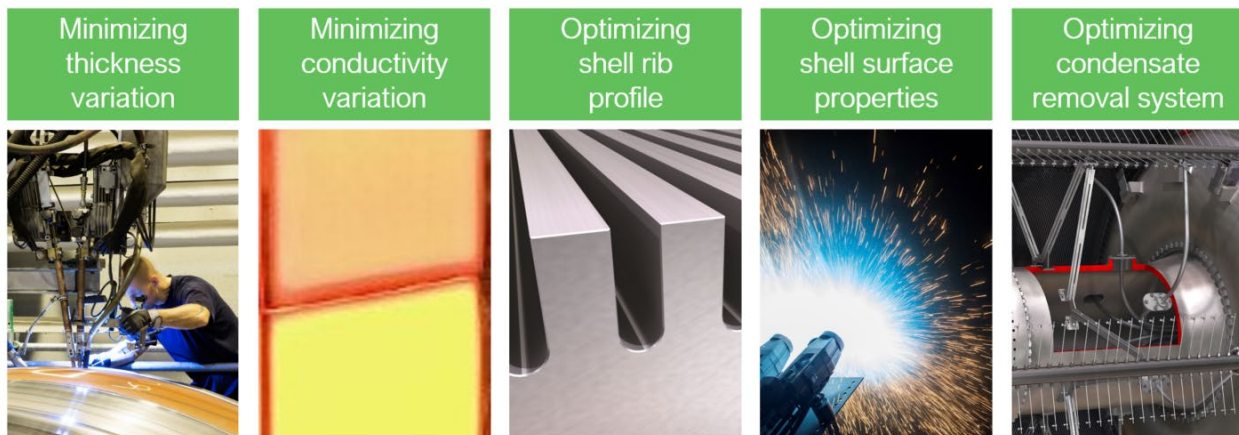 Minimizing
thickness
variation
Minimizing
conductivity
variation
Optimizing
shell rib
profile
Optimizing
shell surface
properties
Optimizing
condensate
removal system